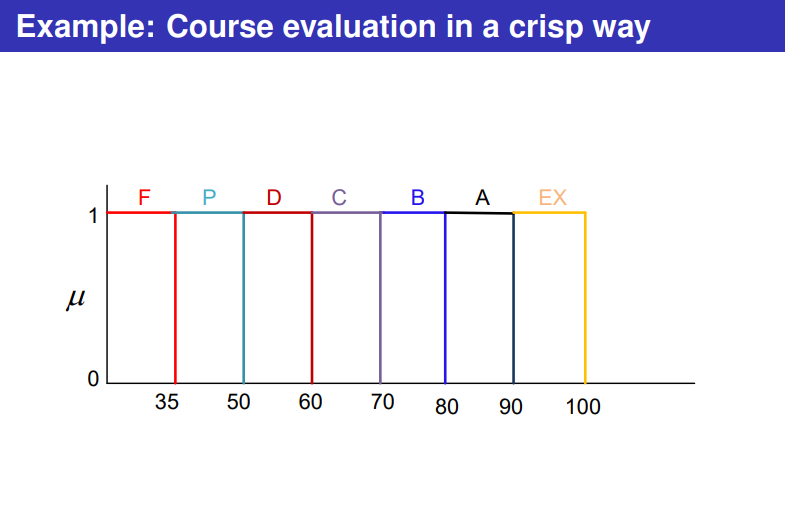 Example: Course evaluation in a crisp way
F P D C B A EX
1
μ
0
35 50 60 70 80 90 100